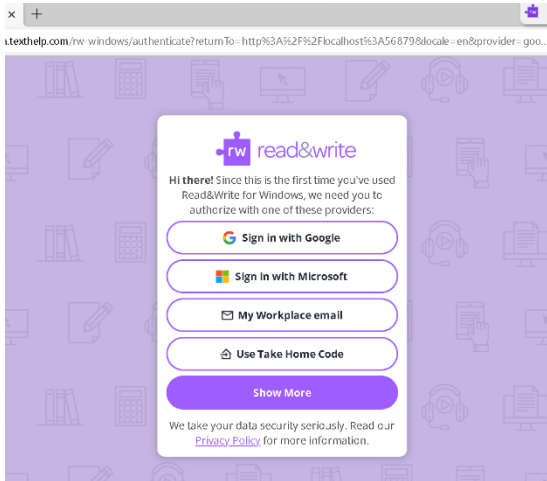 .texthelp.com/rw-windows/authenticate?returnTo=http%3A%2F%2Flocalhost%3A56879&locale=en&provider=goo...
rw read&write
Hi there! Since this is the first time you've used
Read&Write for Windows, we need you to
authorize with one of these providers:
Sign in with Google
Sign in with Microsoft
My Workplace email
Use Take Home Code
Show More
We take your data security seriously. Read our
Privacy Policy for more information.